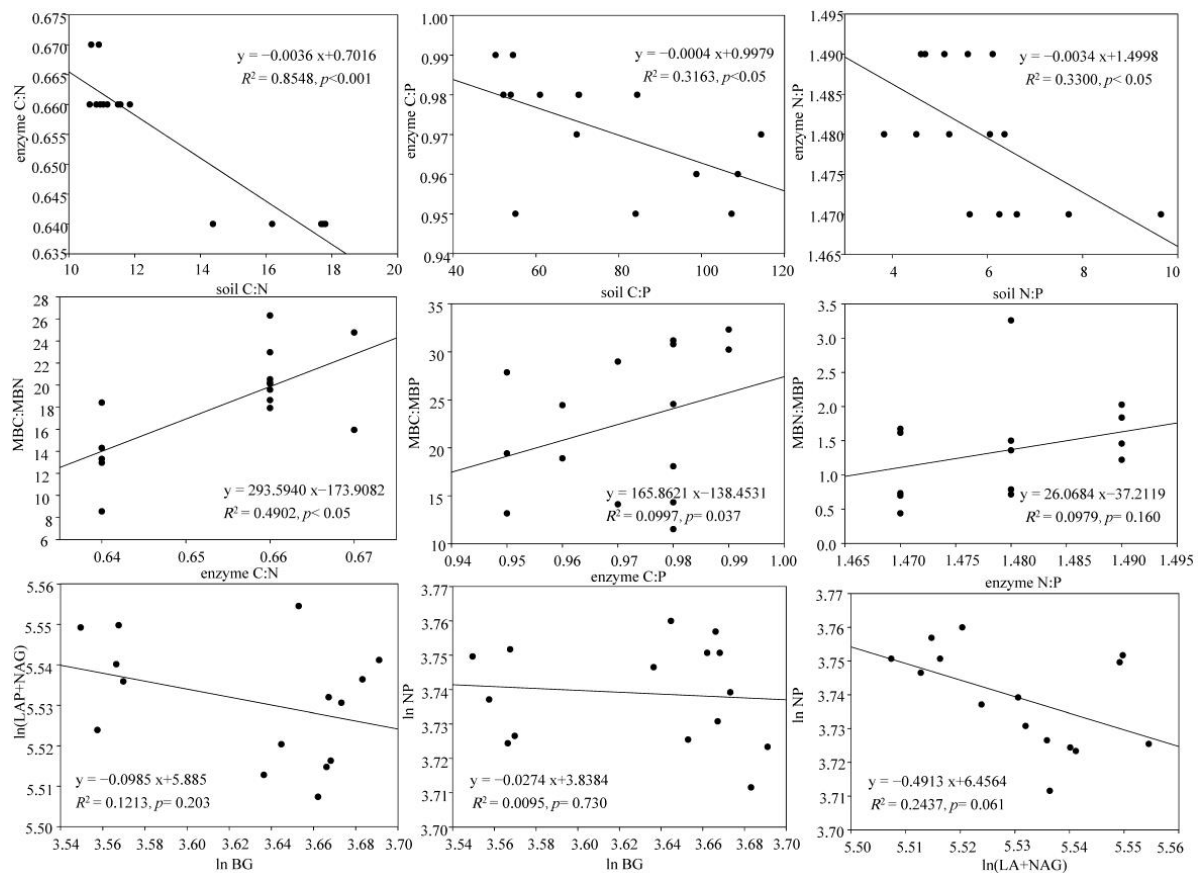 0.675
0.670
0.665
0.660
0.655
0.650
0.645
0.640
0.635
enzyme C:N
y = −0.0036 x+0.7016
R² = 0.8548, p<0.001
10 12 14 16 18 20
soil C:N
1.00
0.99
0.98
0.97
0.96
0.95
0.94
enzyme C:P
y = −0.0004 x+0.9979
R² = 0.3163, p<0.05
40 60 80 100 120
soil C:P
1.495
1.490
1.485
1.480
1.475
1.470
1.465
enzyme N:P
y = −0.0034 x+1.4998
R² = 0.3300, p< 0.05
4 6 8 10
soil N:P
28
26
24
22
20
18
16
14
12
10
8
6
MBC:MBN
y = 293.5940 x−173.9082
R² = 0.4902, p< 0.05
0.64 0.65 0.66 0.67
enzyme C:N
35
30
25
20
15
10
MBC:MBP
y = 165.8621 x−138.4531
R² = 0.0997, p= 0.037
0.94 0.95 0.96 0.97 0.98 0.99 1.00
enzyme C:P
3.5
3.0
2.5
2.0
1.5
1.0
0.5
0.0
MBN:MBP
y = 26.0684 x−37.2119
R² = 0.0979, p= 0.160
1.465 1.470 1.475 1.480 1.485 1.490 1.495
enzyme N:P
5.56
5.55
5.54
5.53
5.52
5.51
5.50
ln(LAP+NAG)
y = −0.0985 x+5.885
R² = 0.1213, p= 0.203
3.54 3.56 3.58 3.60 3.62 3.64 3.66 3.68 3.70
ln BG
3.77
3.76
3.75
3.74
3.73
3.72
3.71
3.70
ln NP
y = −0.0274 x+3.8384
R² = 0.0095, p= 0.730
3.54 3.56 3.58 3.60 3.62 3.64 3.66 3.68 3.70
ln BG
3.77
3.76
3.75
3.74
3.73
3.72
3.71
3.70
ln NP
y = −0.4913 x+6.4564
R² = 0.2437, p= 0.061
5.50 5.51 5.52 5.53 5.54 5.55 5.56
ln(LA+NAG)